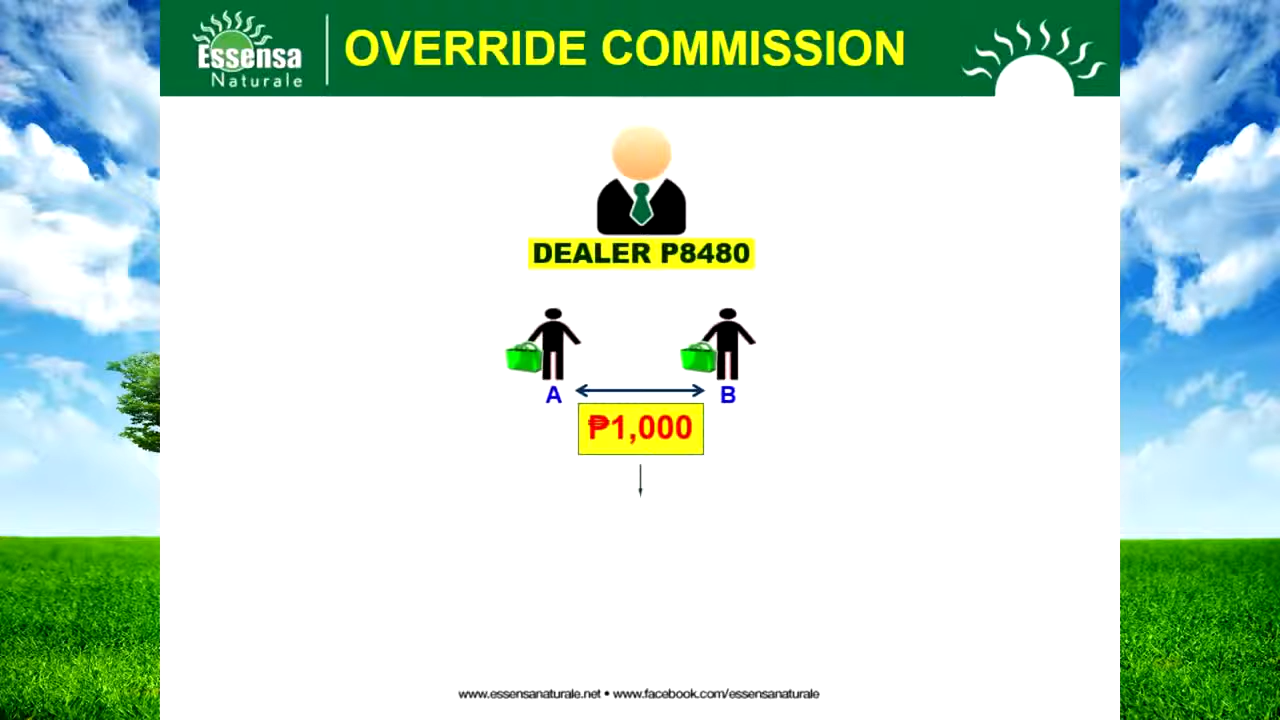 Essensa
Naturale
OVERRIDE COMMISSION
DEALER P8480
A
B
₱1,000
www.essensanaturale.net • www.facebook.com/essensanaturale